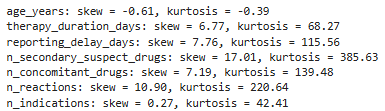 age_years: skew = -0.61, kurtosis = -0.39
therapy_duration_days: skew = 6.77, kurtosis = 68.27
reporting_delay_days: skew = 7.76, kurtosis = 115.56
n_secondary_suspect_drugs: skew = 17.01, kurtosis = 385.63
n_concomitant_drugs: skew = 7.19, kurtosis = 139.48
n_reactions: skew = 10.90, kurtosis = 220.64
n_indications: skew = 0.27, kurtosis = 42.41